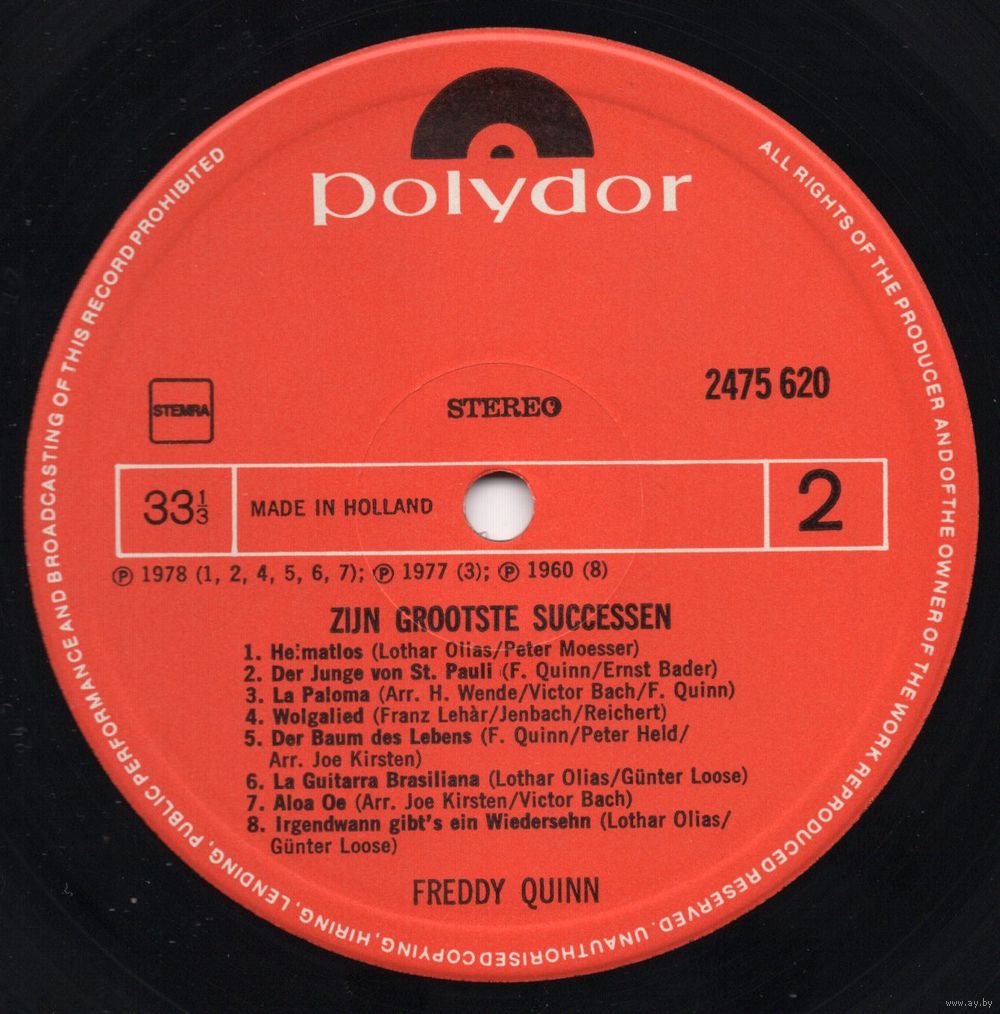 polydor
ALL RIGHTS OF THE PRODUCER AND OF THE OWNER OF THE WORK REPRODUCED RESERVED. UNAUTHORISED COPYING, HIRING, LENDING, PUBLIC PERFORMANCE AND BROADCASTING OF THIS RECORD PROHIBITED
2475 620
STEMRA
STEREO
33⅓ MADE IN HOLLAND 2
Ⓟ 1978 (1, 2, 4, 5, 6, 7); Ⓟ 1977 (3); Ⓟ 1960 (8)
ZIJN GROOTSTE SUCCESSEN
1. Heimatlos (Lothar Olias/Peter Moesser)
2. Der Junge von St. Pauli (F. Quinn/Ernst Bader)
3. La Paloma (Arr. H. Wende/Victor Bach/F. Quinn)
4. Wolgalied (Franz Lehàr/Jenbach/Reichert)
5. Der Baum des Lebens (F. Quinn/Peter Held/
Arr. Joe Kirsten)
6. La Guitarra Brasiliana (Lothar Olias/Günter Loose)
7. Aloa Oe (Arr. Joe Kirsten/Victor Bach)
8. Irgendwann gibt's ein Wiedersehn (Lothar Olias/
Günter Loose)
FREDDY QUINN
www.ay.by